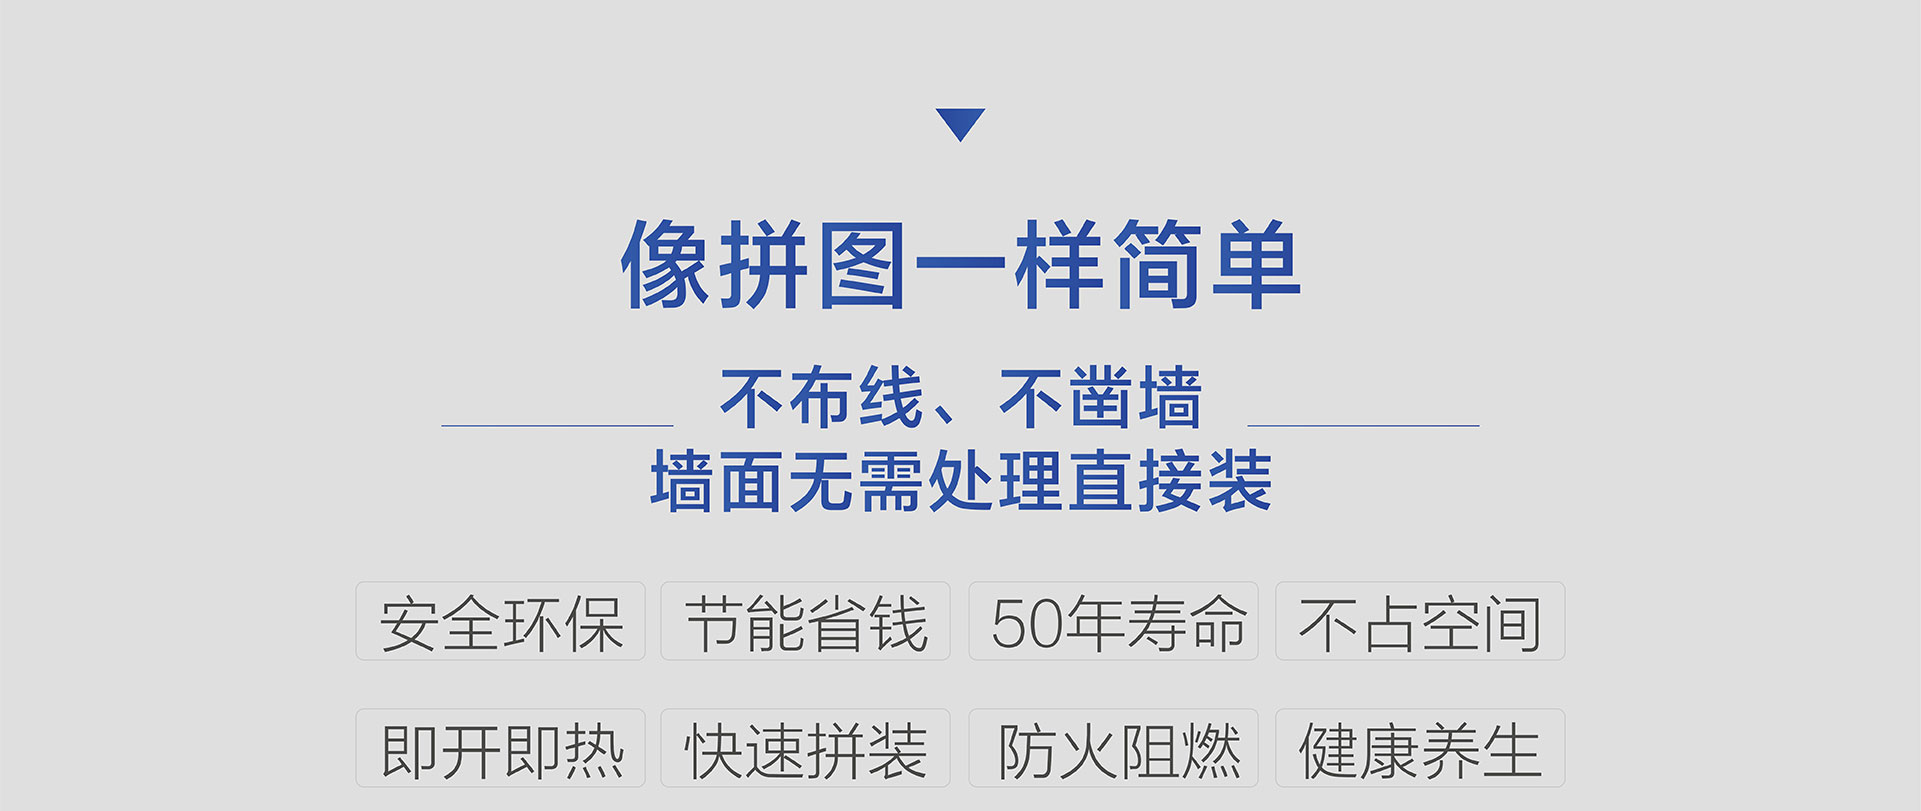 像拼图一样简单
不布线、不凿墙
墙面无需处理直接装
安全环保 节能省钱 50年寿命 不占空间
即开即热 快速拼装 防火阻燃 健康养生